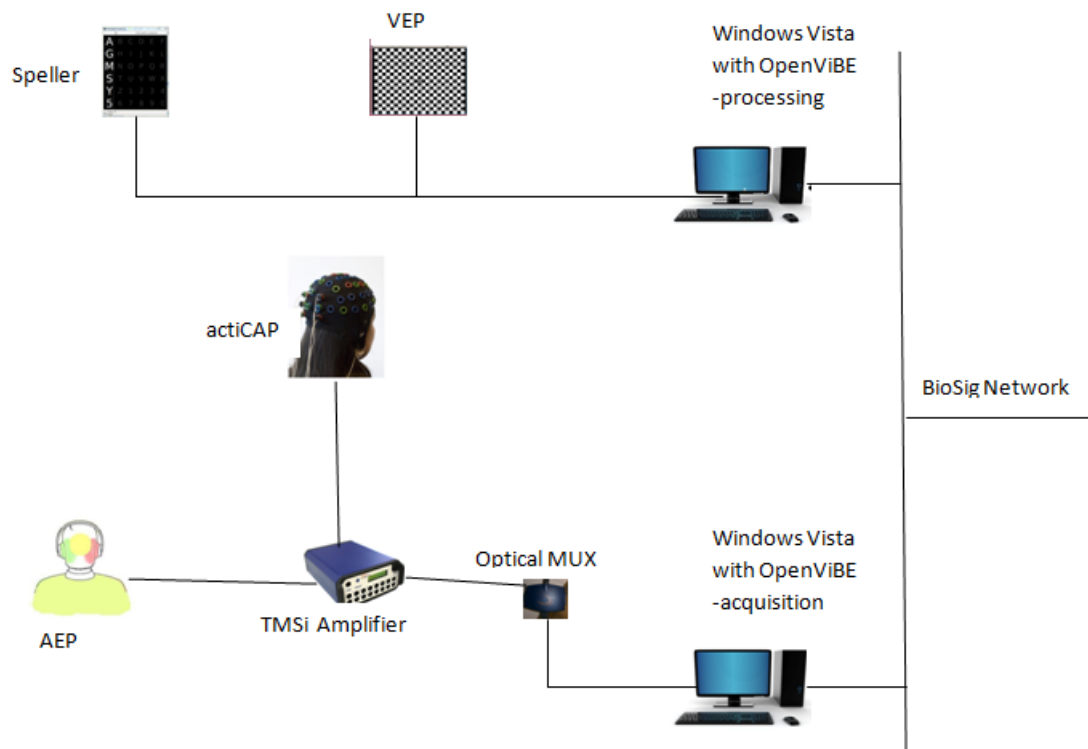 VEP
Windows Vista
with OpenViBE
-processing
Speller
A
G
M
S
Y
5
actiCAP
BioSig Network
Windows Vista
with OpenViBE
-acquisition
Optical MUX
TMSi Amplifier
AEP